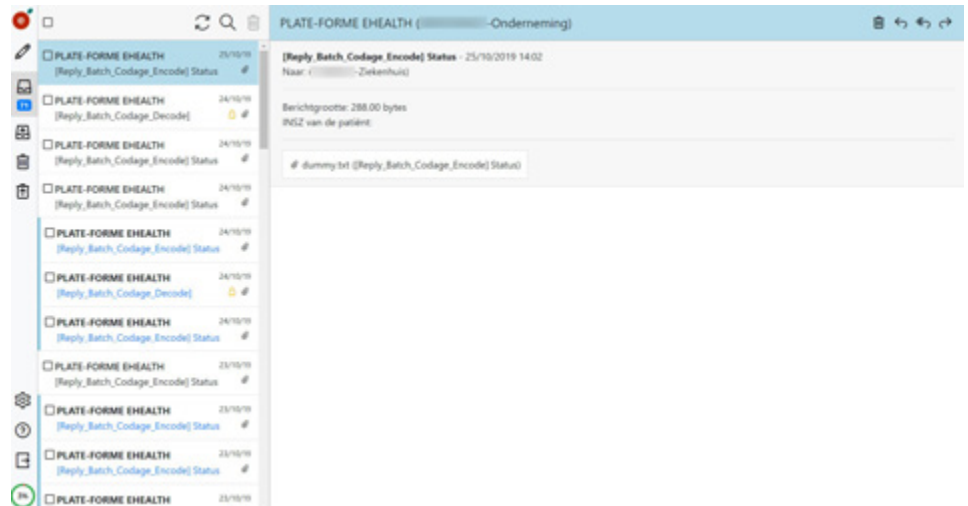 PLATE-FORME EHEALTH 25/10/19
[Reply_Batch_Codage_Encode] Status
PLATE-FORME EHEALTH 24/10/19
[Reply_Batch_Codage_Decode]
PLATE-FORME EHEALTH 24/10/19
[Reply_Batch_Codage_Encode] Status
PLATE-FORME EHEALTH 24/10/19
[Reply_Batch_Codage_Encode] Status
PLATE-FORME EHEALTH 24/10/19
[Reply_Batch_Codage_Encode] Status
PLATE-FORME EHEALTH 24/10/19
[Reply_Batch_Codage_Decode]
PLATE-FORME EHEALTH 24/10/19
[Reply_Batch_Codage_Encode] Status
PLATE-FORME EHEALTH 23/10/19
[Reply_Batch_Codage_Encode] Status
PLATE-FORME EHEALTH 23/10/19
[Reply_Batch_Codage_Encode] Status
PLATE-FORME EHEALTH 23/10/19
[Reply_Batch_Codage_Encode] Status
PLATE-FORME EHEALTH 23/10/19
PLATE-FORME EHEALTH ( -Onderneming)
[Reply_Batch_Codage_Encode] Status - 25/10/2019 14:02
Naar: ( -Ziekenhuis)
Berichtgrootte: 288.00 bytes
INSZ van de patiënt:
dummy.txt ([Reply_Batch_Codage_Encode] Status)